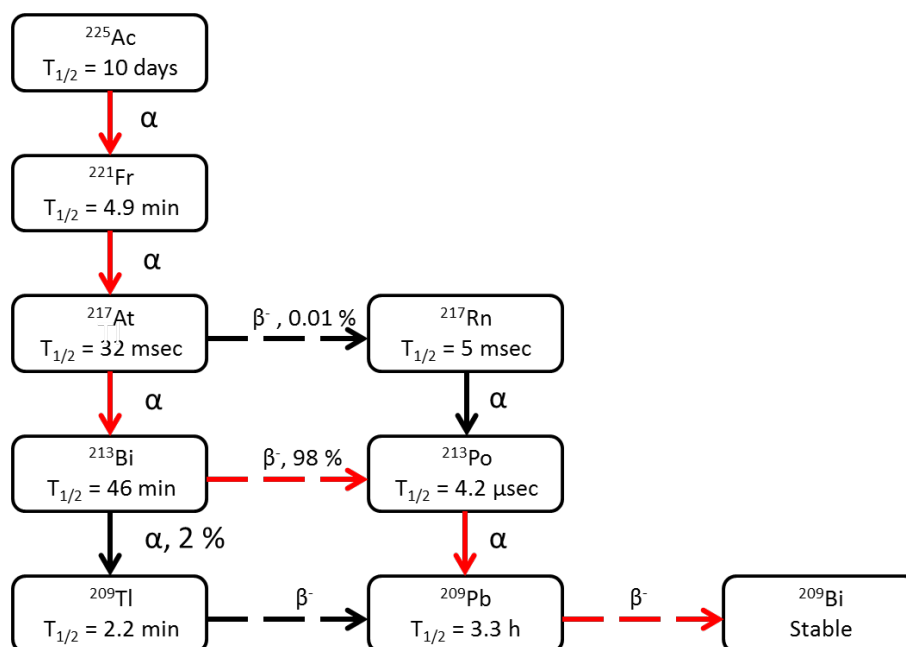 ²²⁵Ac
T₁/₂ = 10 days
α
²²¹Fr
T₁/₂ = 4.9 min
α
²¹⁷At
T₁/₂ = 32 msec
β⁻ , 0.01 %
²¹⁷Rn
T₁/₂ = 5 msec
α
α
²¹³Bi
T₁/₂ = 46 min
β⁻, 98 %
²¹³Po
T₁/₂ = 4.2 µsec
α, 2 %
α
²⁰⁹Tl
T₁/₂ = 2.2 min
β⁻
²⁰⁹Pb
T₁/₂ = 3.3 h
β⁻
²⁰⁹Bi
Stable